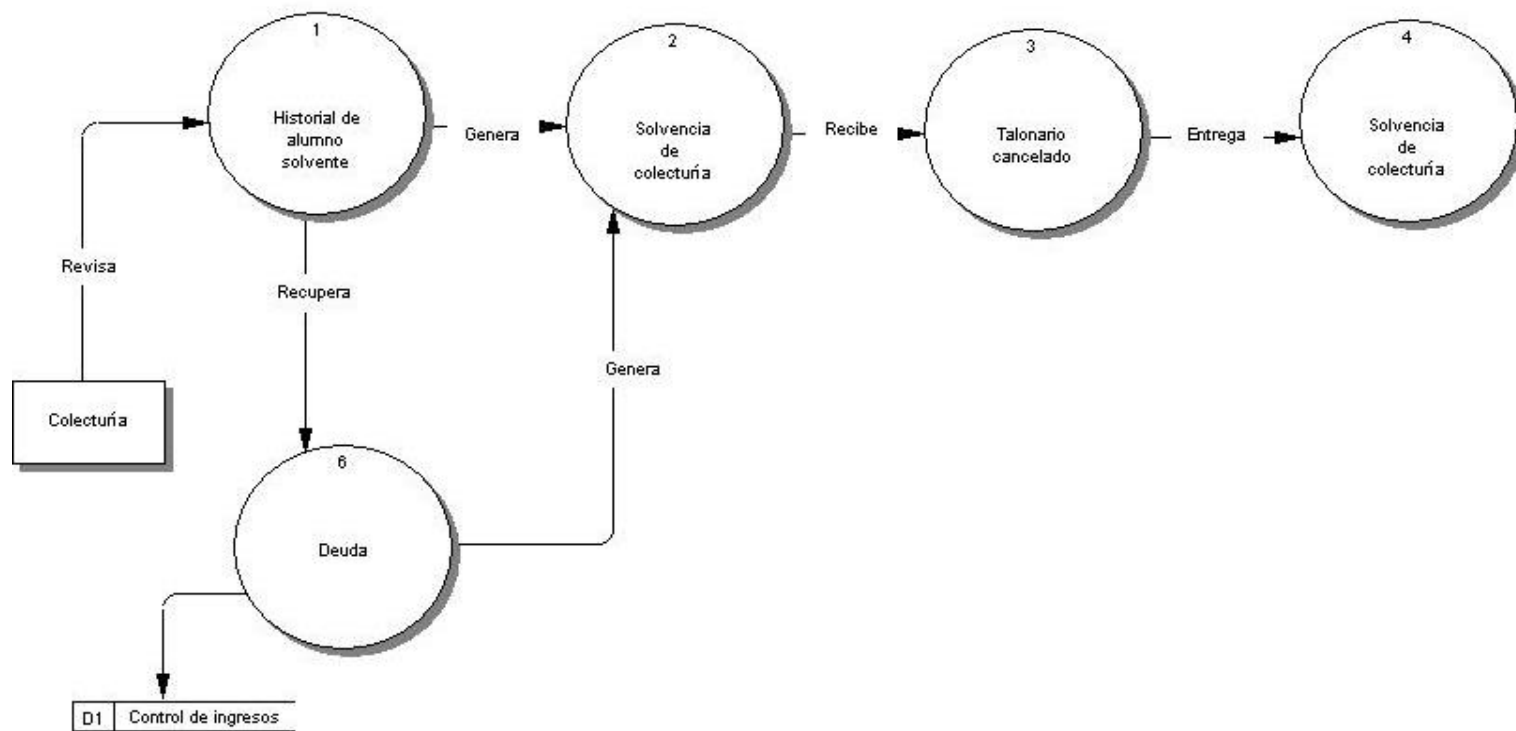 1
Historial de
alumno
solvente
Genera
2
Solvencia
de
colecturía
Recibe
3
Talonario
cancelado
Entrega
4
Solvencia
de
colecturía
Revisa
Recupera
Genera
Colecturía
6
Deuda
D1 Control de ingresos